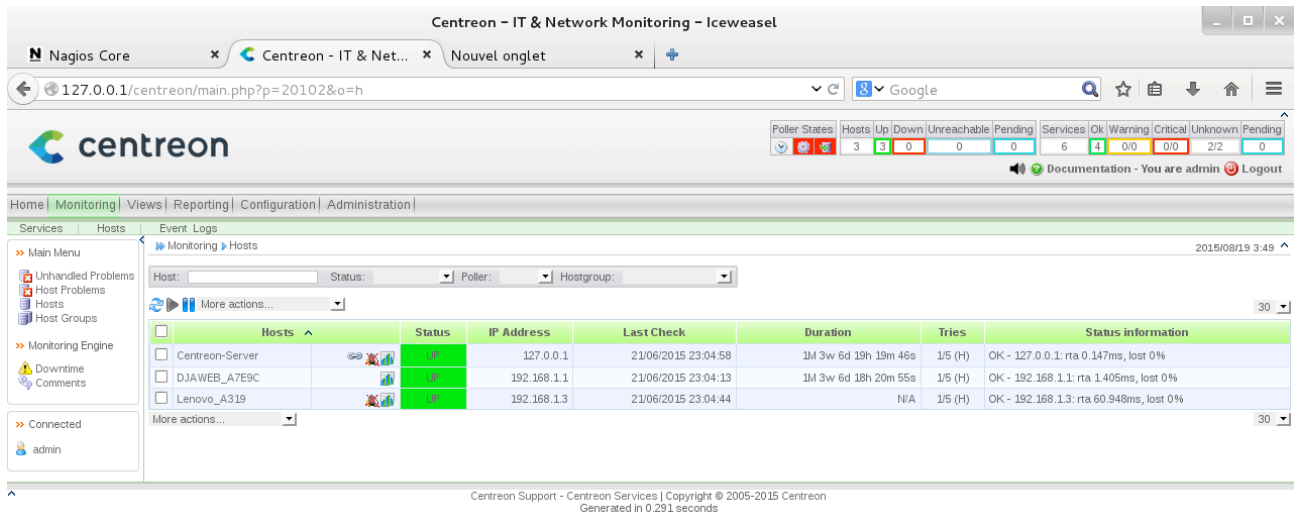 Centreon - IT & Network Monitoring - Iceweasel
N Nagios Core × Centreon - IT & Net... × Nouvel onglet ×
127.0.0.1/centreon/main.php?p=20102&o=h 8 Google
centreon
Poller States Hosts Up Down Unreachable Pending Services Ok Warning Critical Unknown Pending
3 3 0 0 0 6 4 0/0 0/0 2/2 0
Documentation - You are admin Logout
Home Monitoring Views Reporting Configuration Administration
Services | Hosts | Event Logs
Main Menu
Unhandled Problems
Host Problems
Hosts
Host Groups
Monitoring Engine
Downtime
Comments
Connected
admin
Monitoring Hosts 2015/08/19 3:49
Host: Status: Poller: Hostgroup:
More actions... 30
Hosts Status IP Address Last Check Duration Tries Status information
Centreon-Server UP 127.0.0.1 21/06/2015 23:04:58 1M 3w 6d 19h 19m 46s 1/5 (H) OK - 127.0.0.1: rta 0.147ms, lost 0%
DJAWEB_A7E9C UP 192.168.1.1 21/06/2015 23:04:13 1M 3w 6d 18h 20m 55s 1/5 (H) OK - 192.168.1.1: rta 1.405ms, lost 0%
Lenovo_A319 UP 192.168.1.3 21/06/2015 23:04:44 N/A 1/5 (H) OK - 192.168.1.3: rta 60.948ms, lost 0%
More actions... 30
Centreon Support - Centreon Services | Copyright © 2005-2015 Centreon
Generated in 0.291 seconds